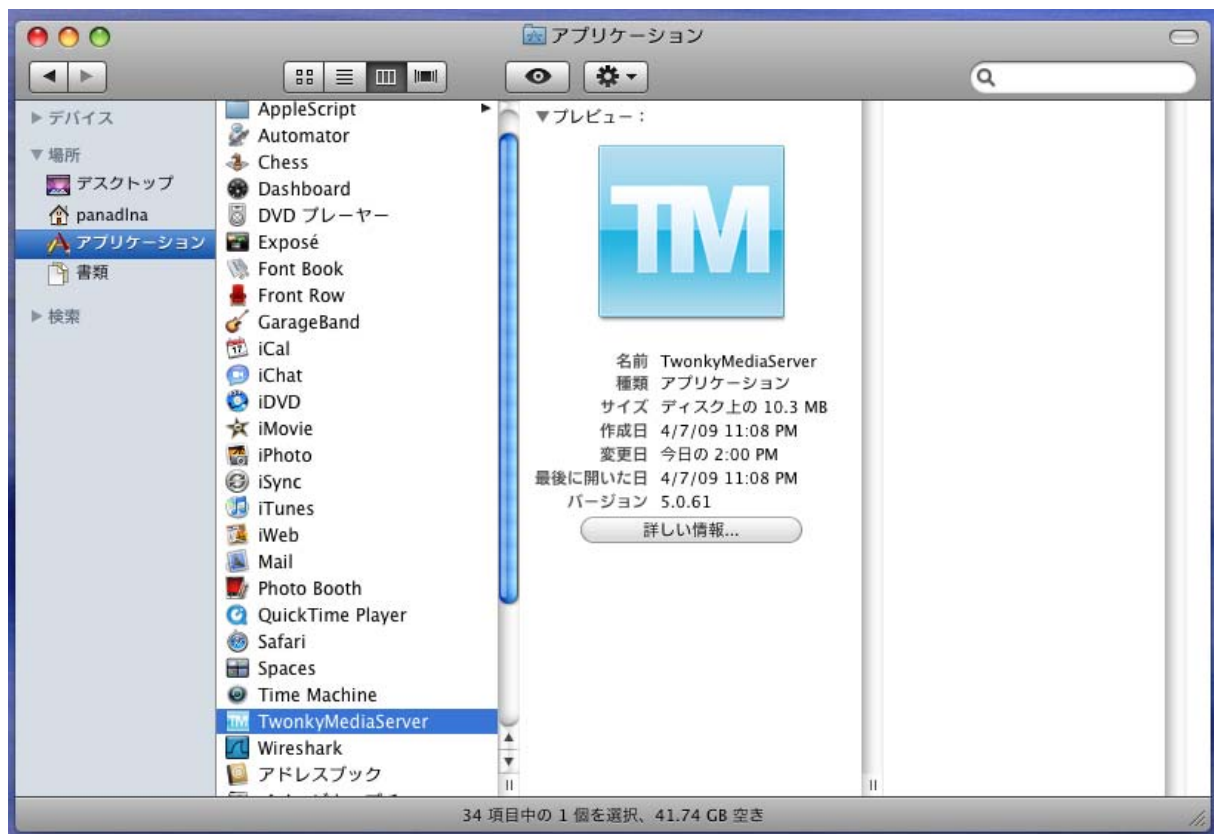 アプリケーション
デバイス
場所
デスクトップ
panadlna
アプリケーション
書類
検索
AppleScript
Automator
Chess
Dashboard
DVD プレーヤー
Exposé
Font Book
Front Row
GarageBand
iCal
iChat
iDVD
iMovie
iPhoto
iSync
iTunes
iWeb
Mail
Photo Booth
QuickTime Player
Safari
Spaces
Time Machine
TwonkyMediaServer
Wireshark
アドレスブック
プレビュー：
TM
名前 TwonkyMediaServer
種類 アプリケーション
サイズ ディスク上の 10.3 MB
作成日 4/7/09 11:08 PM
変更日 今日の 2:00 PM
最後に開いた日 4/7/09 11:08 PM
バージョン 5.0.61
詳しい情報...
34 項目中の 1 個を選択、41.74 GB 空き